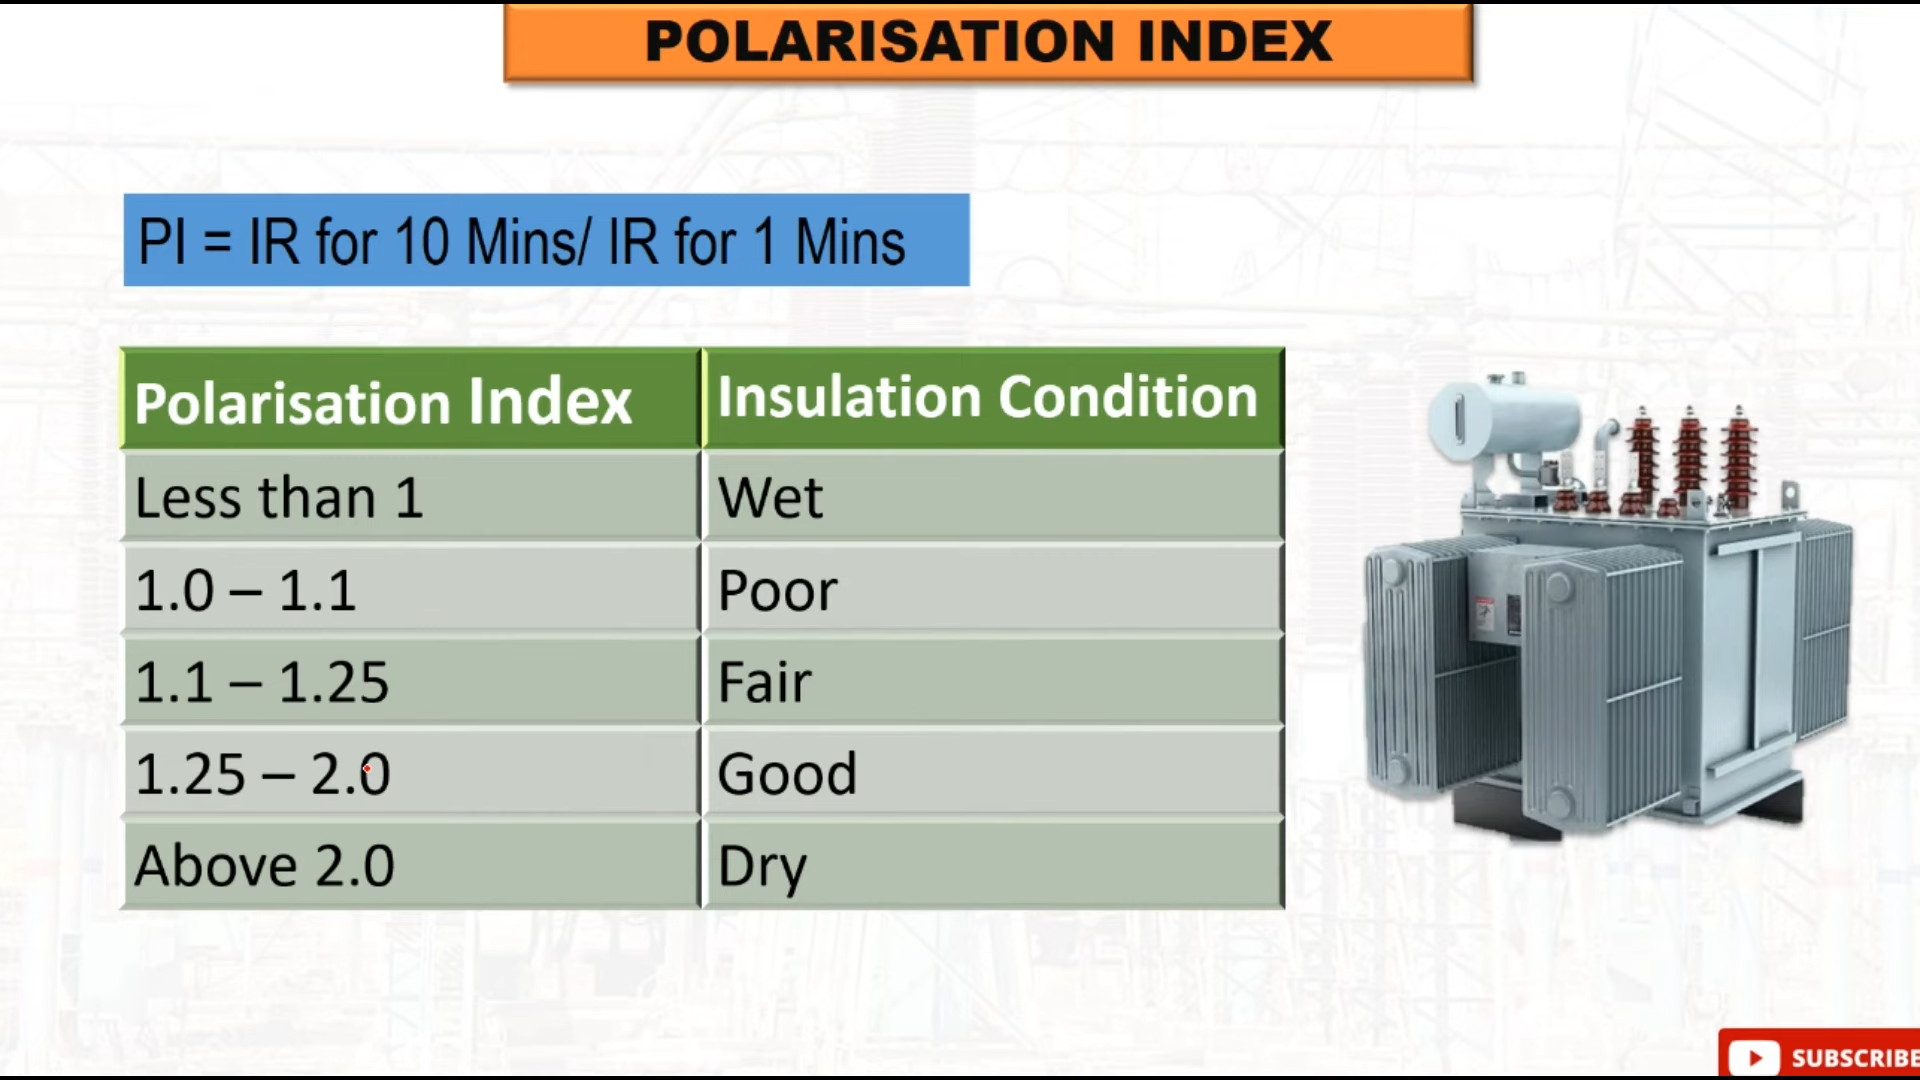 POLARISATION INDEX
PI = IR for 10 Mins/ IR for 1 Mins
Polarisation Index Insulation Condition
Less than 1 Wet
1.0 – 1.1 Poor
1.1 – 1.25 Fair
1.25 – 2.0 Good
Above 2.0 Dry
SUBSCRIBE